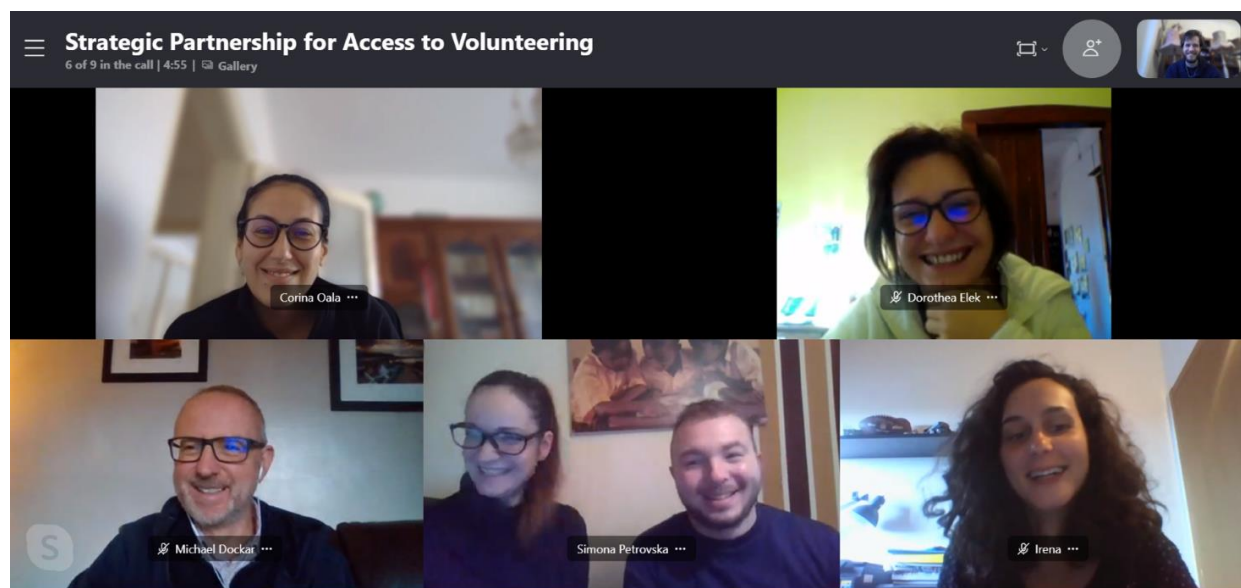 Strategic Partnership for Access to Volunteering
6 of 9 in the call | 4:55 | Gallery
Corina Oala ···
Dorothea Elek ···
Michael Dockar ···
Simona Petrovska ···
Irena ···
S